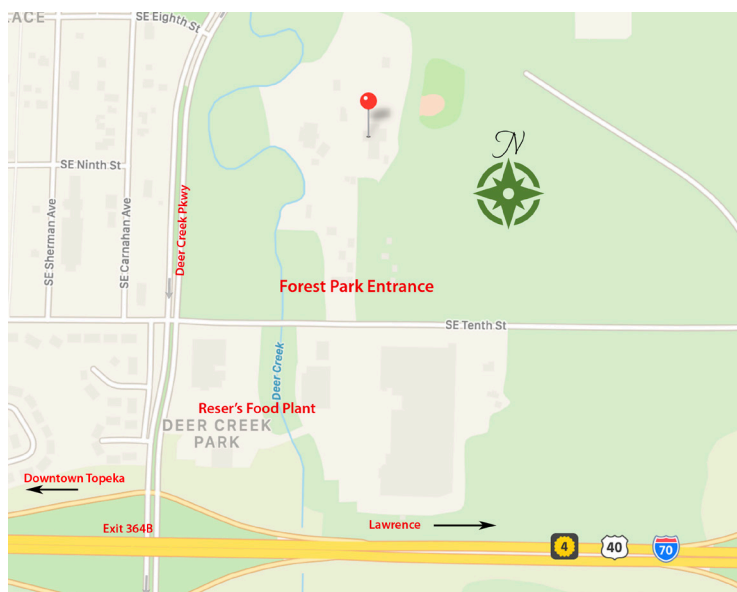 ACE
SE Eighth St
N
SE Ninth St
SE Sherman Ave
SE Carnahan Ave
Deer Creek Pkwy
Forest Park Entrance
SE Tenth St
Deer Creek
Reser's Food Plant
DEER CREEK
PARK
Downtown Topeka
Exit 364B
Lawrence
4
40
70